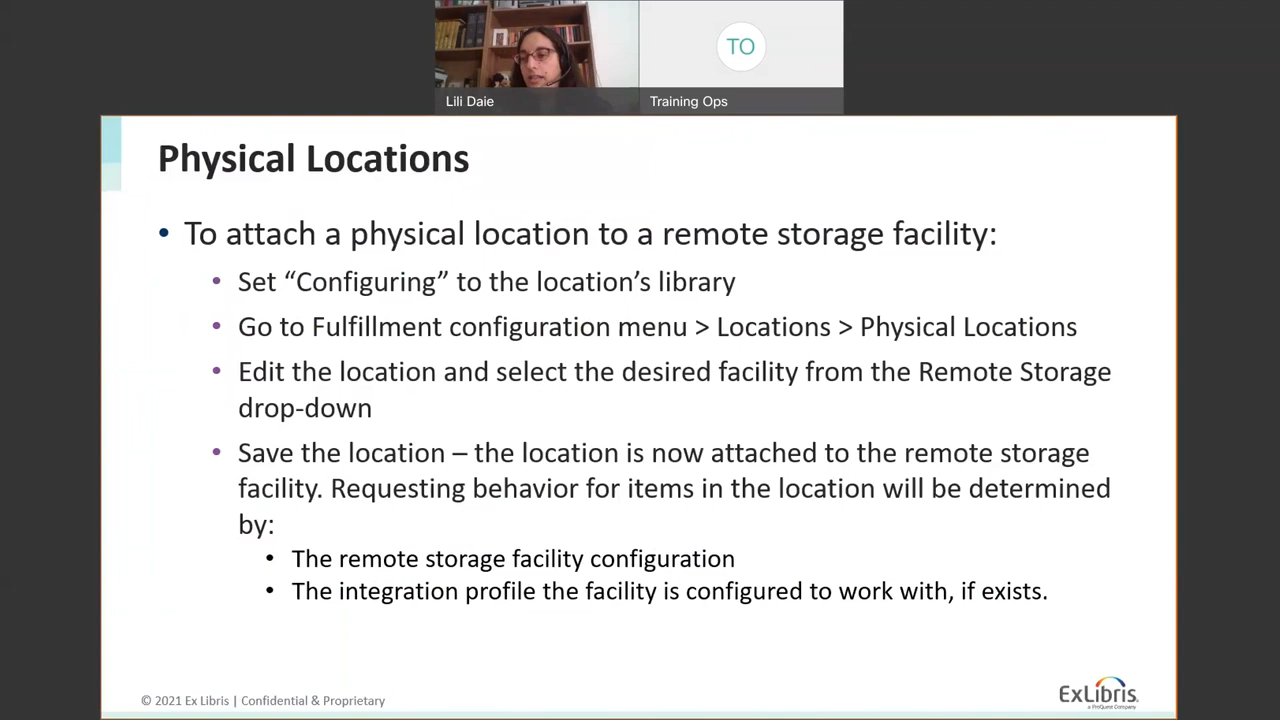 TO
Lili Daie
Training Ops
Physical Locations
• To attach a physical location to a remote storage facility:
• Set “Configuring” to the location’s library
• Go to Fulfillment configuration menu > Locations > Physical Locations
• Edit the location and select the desired facility from the Remote Storage
drop-down
• Save the location – the location is now attached to the remote storage
facility. Requesting behavior for items in the location will be determined
by:
• The remote storage facility configuration
• The integration profile the facility is configured to work with, if exists.
© 2021 Ex Libris | Confidential & Proprietary
ExLibris
a ProQuest Company